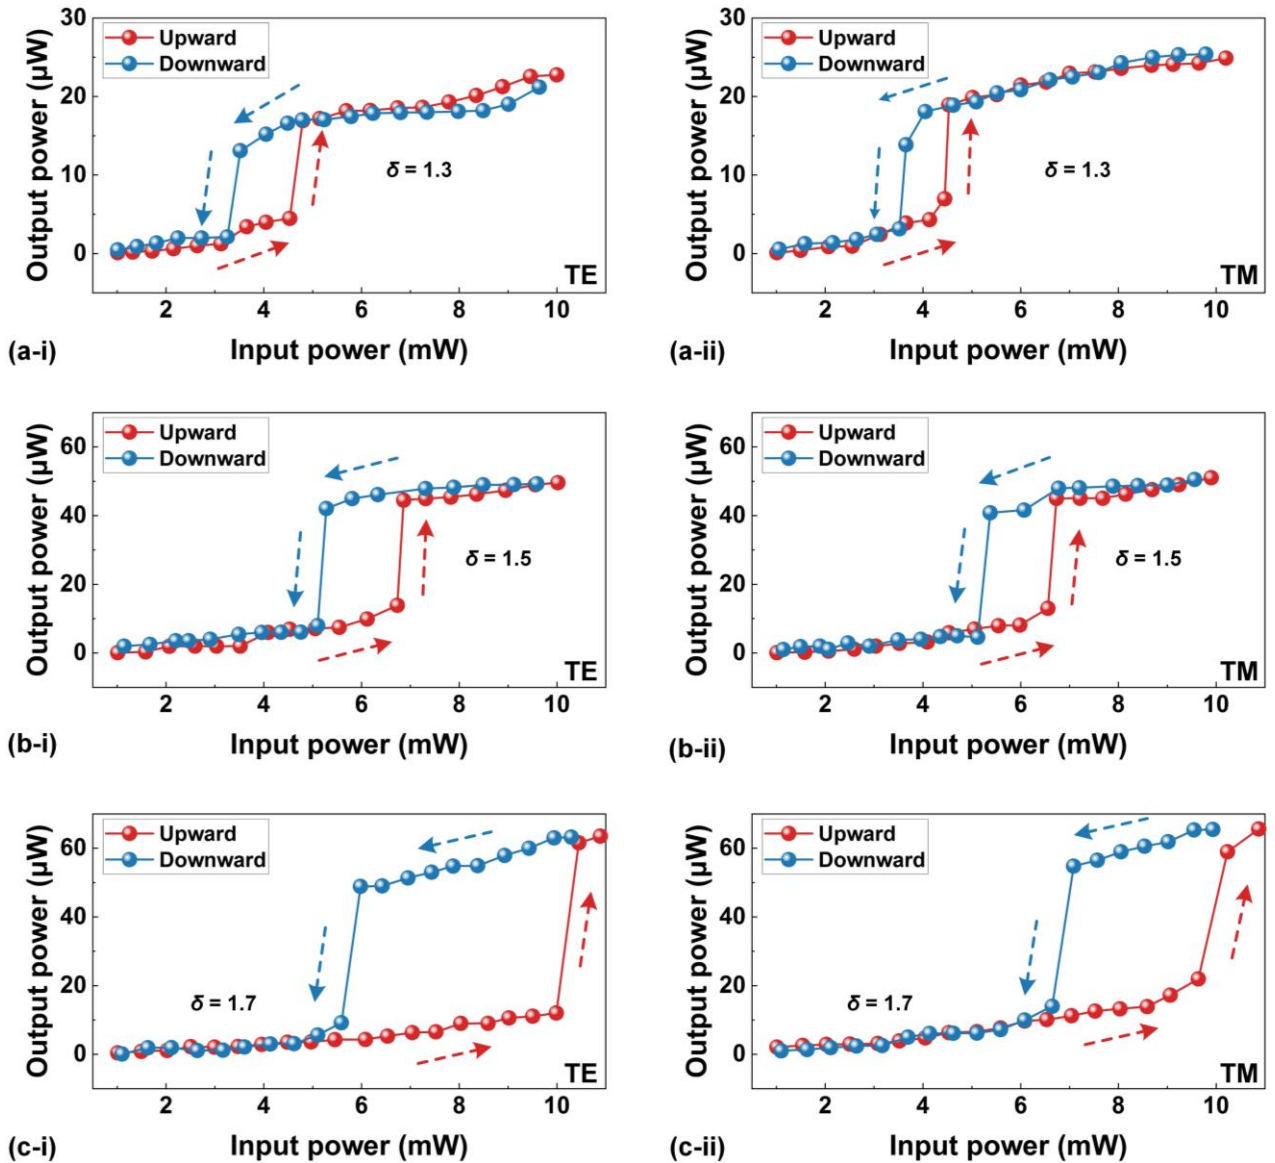 30
20
10
0
Output power (μW)
Upward
Downward
δ = 1.3
TE
2 4 6 8 10
Input power (mW)
(a-i)
30
20
10
0
Output power (μW)
Upward
Downward
δ = 1.3
TM
2 4 6 8 10
Input power (mW)
(a-ii)
60
40
20
0
Output power (μW)
Upward
Downward
δ = 1.5
TE
2 4 6 8 10
Input power (mW)
(b-i)
60
40
20
0
Output power (μW)
Upward
Downward
δ = 1.5
TM
2 4 6 8 10
Input power (mW)
(b-ii)
60
40
20
0
Output power (μW)
Upward
Downward
δ = 1.7
TE
2 4 6 8 10
Input power (mW)
(c-i)
60
40
20
0
Output power (μW)
Upward
Downward
δ = 1.7
TM
2 4 6 8 10
Input power (mW)
(c-ii)